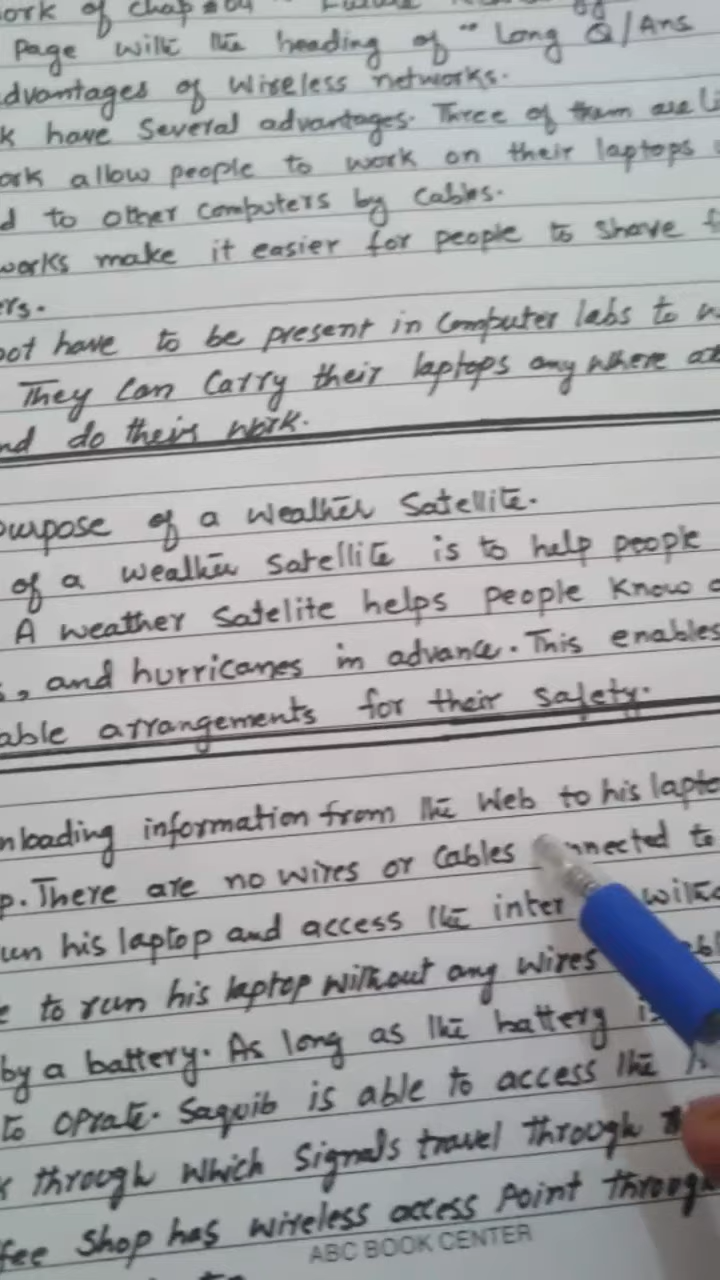 ork of chap
Page with the heading of "Long Q/Ans
dvantages of wireless networks.
k have several advantages. Three of them are
ork allow people to work on their laptops
d to other computers by cables.
works make it easier for people to share
ers.
not have to be present in computer labs to
They can carry their laptops any where
nd do their work.
purpose of a weather satellite.
of a weather satellite is to help people
A weather satelite helps people know
s, and hurricanes in advance. This enables
able arrangements for their safety.
nloading information from the web to his lapto
p. There are no wires or cables nnected to
un his laptop and access the inter
e to run his laptop without any wires
by a battery. As long as the battery
to oprate. Saquib is able to access the
k through which signals travel through
fee shop has wireless access point through
ABC BOOK CENTER